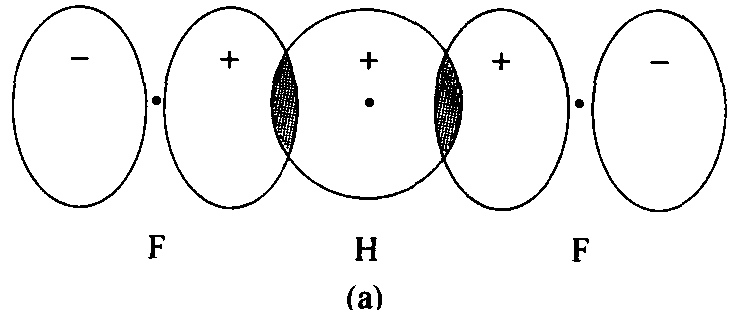 − + + + −
F H F
(a)